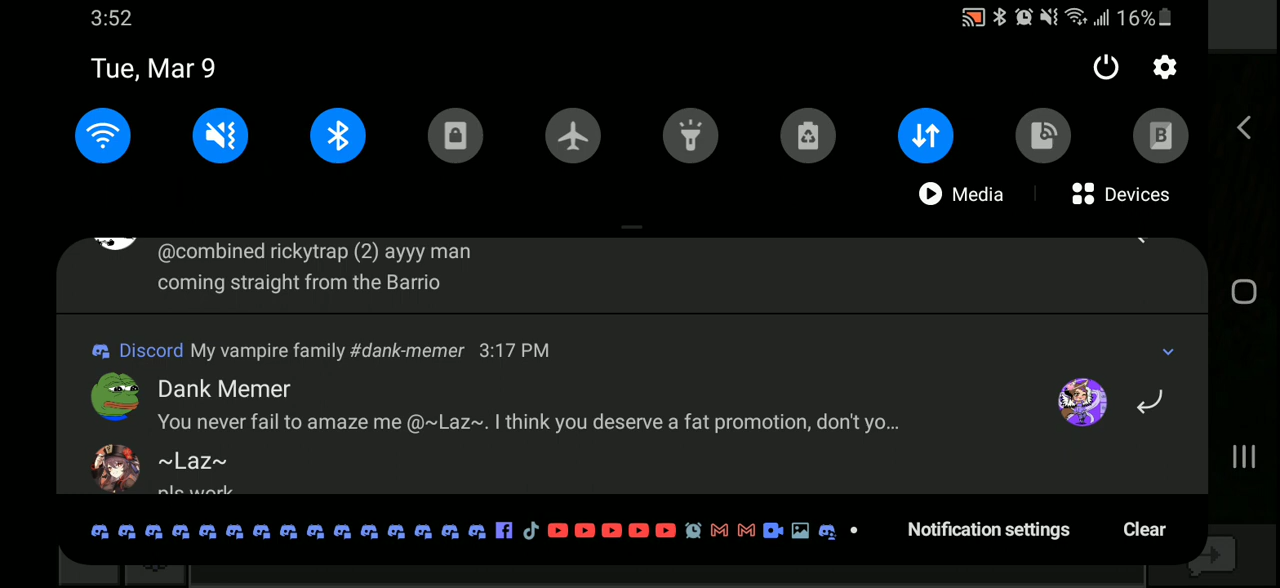 3:52
16%
Tue, Mar 9
B
Media
Devices
@combined rickytrap (2) ayyy man
coming straight from the Barrio
Discord My vampire family #dank-memer 3:17 PM
Dank Memer
You never fail to amaze me @~Laz~. I think you deserve a fat promotion, don't yo...
~Laz~
pls work
Notification settings
Clear